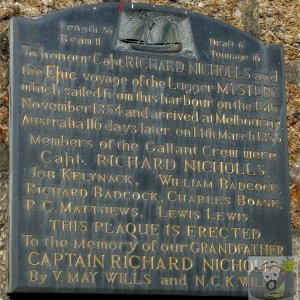 Length 36 Draft 6
Beam 11 Tonnage 16
To honour Capt. RICHARD NICHOLLS and
the Epic voyage of the Lugger MYSTERY
which sailed from this harbour on the 18th
November 1854 and arrived at Melbourne
Australia 116 days later, on 14th March 1855
Members of the Gallant Crew were
Capt. RICHARD NICHOLLS.
JOB KELYNACK, WILLIAM BADCOCK,
RICHARD BADCOCK, CHARLES BOASE,
P. C. MATTHEWS, LEWIS LEWIS.
THIS PLAQUE IS ERECTED
To the Memory of our GRANDFATHER
CAPTAIN RICHARD NICHOLLS
By V. MAY WILLS and N.C.K. WILLS